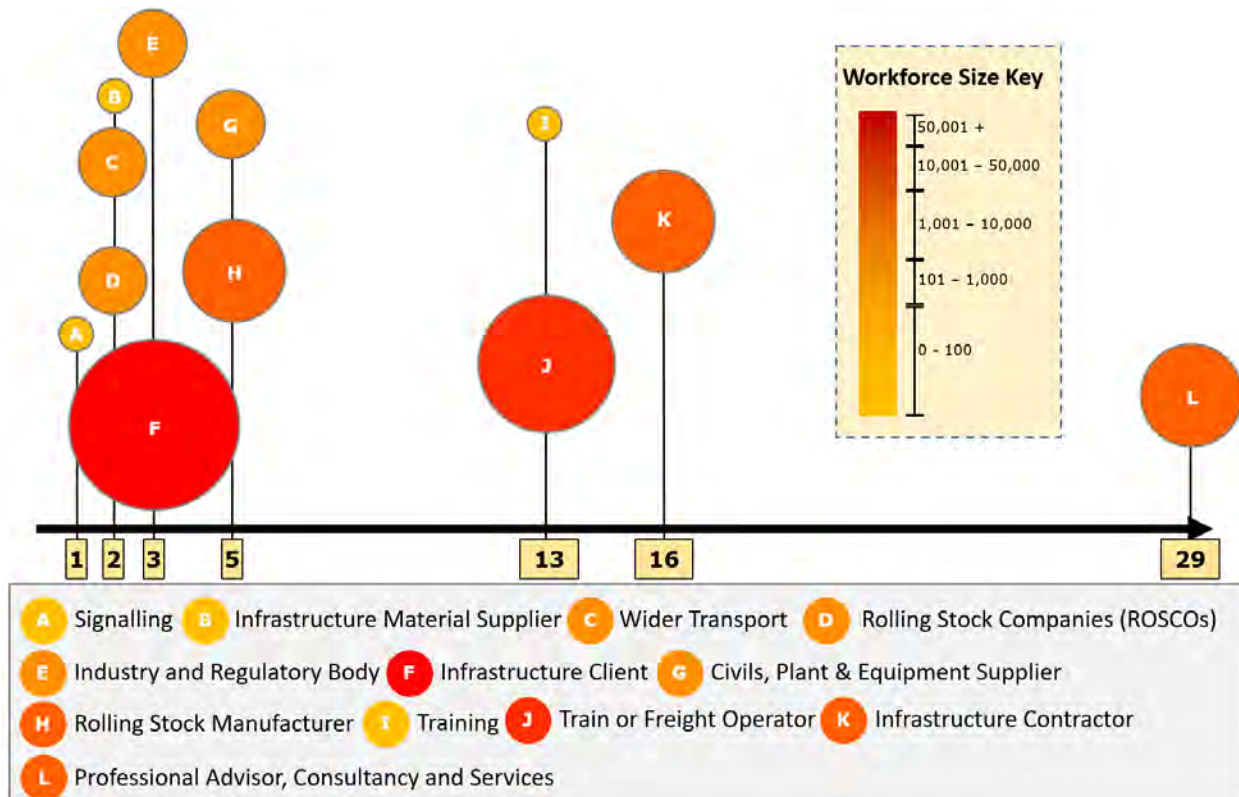 E
B
G
I
Workforce Size Key
50,001 +
10,001 – 50,000
1,001 – 10,000
101 – 1,000
0 - 100
C
K
D
H
A
J
L
F
1 2 3 5 13 16 29
A Signalling B Infrastructure Material Supplier C Wider Transport D Rolling Stock Companies (ROSCOs)
E Industry and Regulatory Body F Infrastructure Client G Civils, Plant & Equipment Supplier
H Rolling Stock Manufacturer I Training J Train or Freight Operator K Infrastructure Contractor
L Professional Advisor, Consultancy and Services